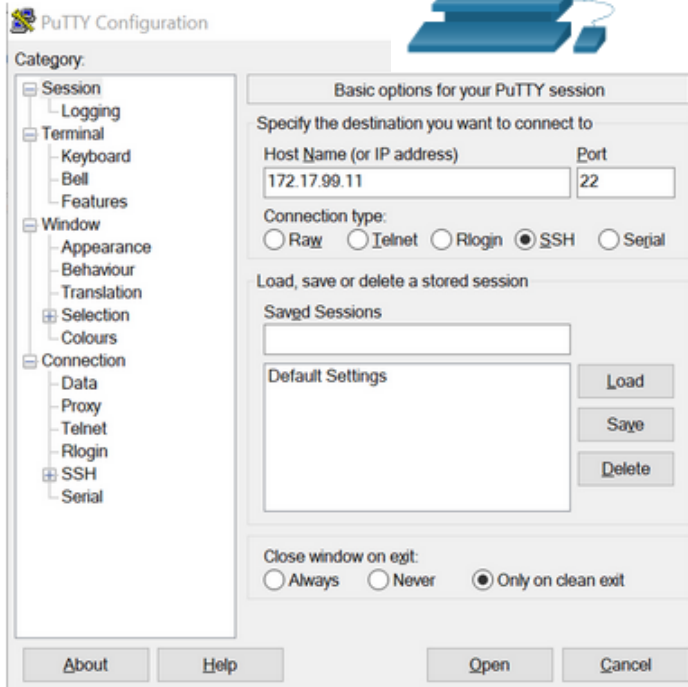 PuTTY Configuration
Category:
Session
Logging
Terminal
Keyboard
Bell
Features
Window
Appearance
Behaviour
Translation
Selection
Colours
Connection
Data
Proxy
Telnet
Rlogin
SSH
Serial
Basic options for your PuTTY session
Specify the destination you want to connect to
Host Name (or IP address) Port
172.17.99.11 22
Connection type:
Raw Telnet Rlogin SSH Serial
Load, save or delete a stored session
Saved Sessions
Default Settings
Load
Save
Delete
Close window on exit:
Always Never Only on clean exit
About Help Open Cancel